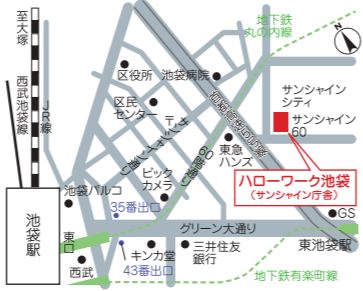 至大塚
西武池袋線
JR線
地下鉄
丸の内線
N
区役所
池袋病院
区民
センター
〒
サンシャイン通り
60階通り
首都高速5号線
サンシャイン
シティ
サンシャイン
60
東急
ハンズ
ハローワーク池袋
(サンシャイン庁舎)
ビック
カメラ
池袋パルコ
35番出口
GS
グリーン大通り
池袋駅
東口
西武
キンカ堂
43番出口
三井住友
銀行
東池袋駅
地下鉄有楽町線